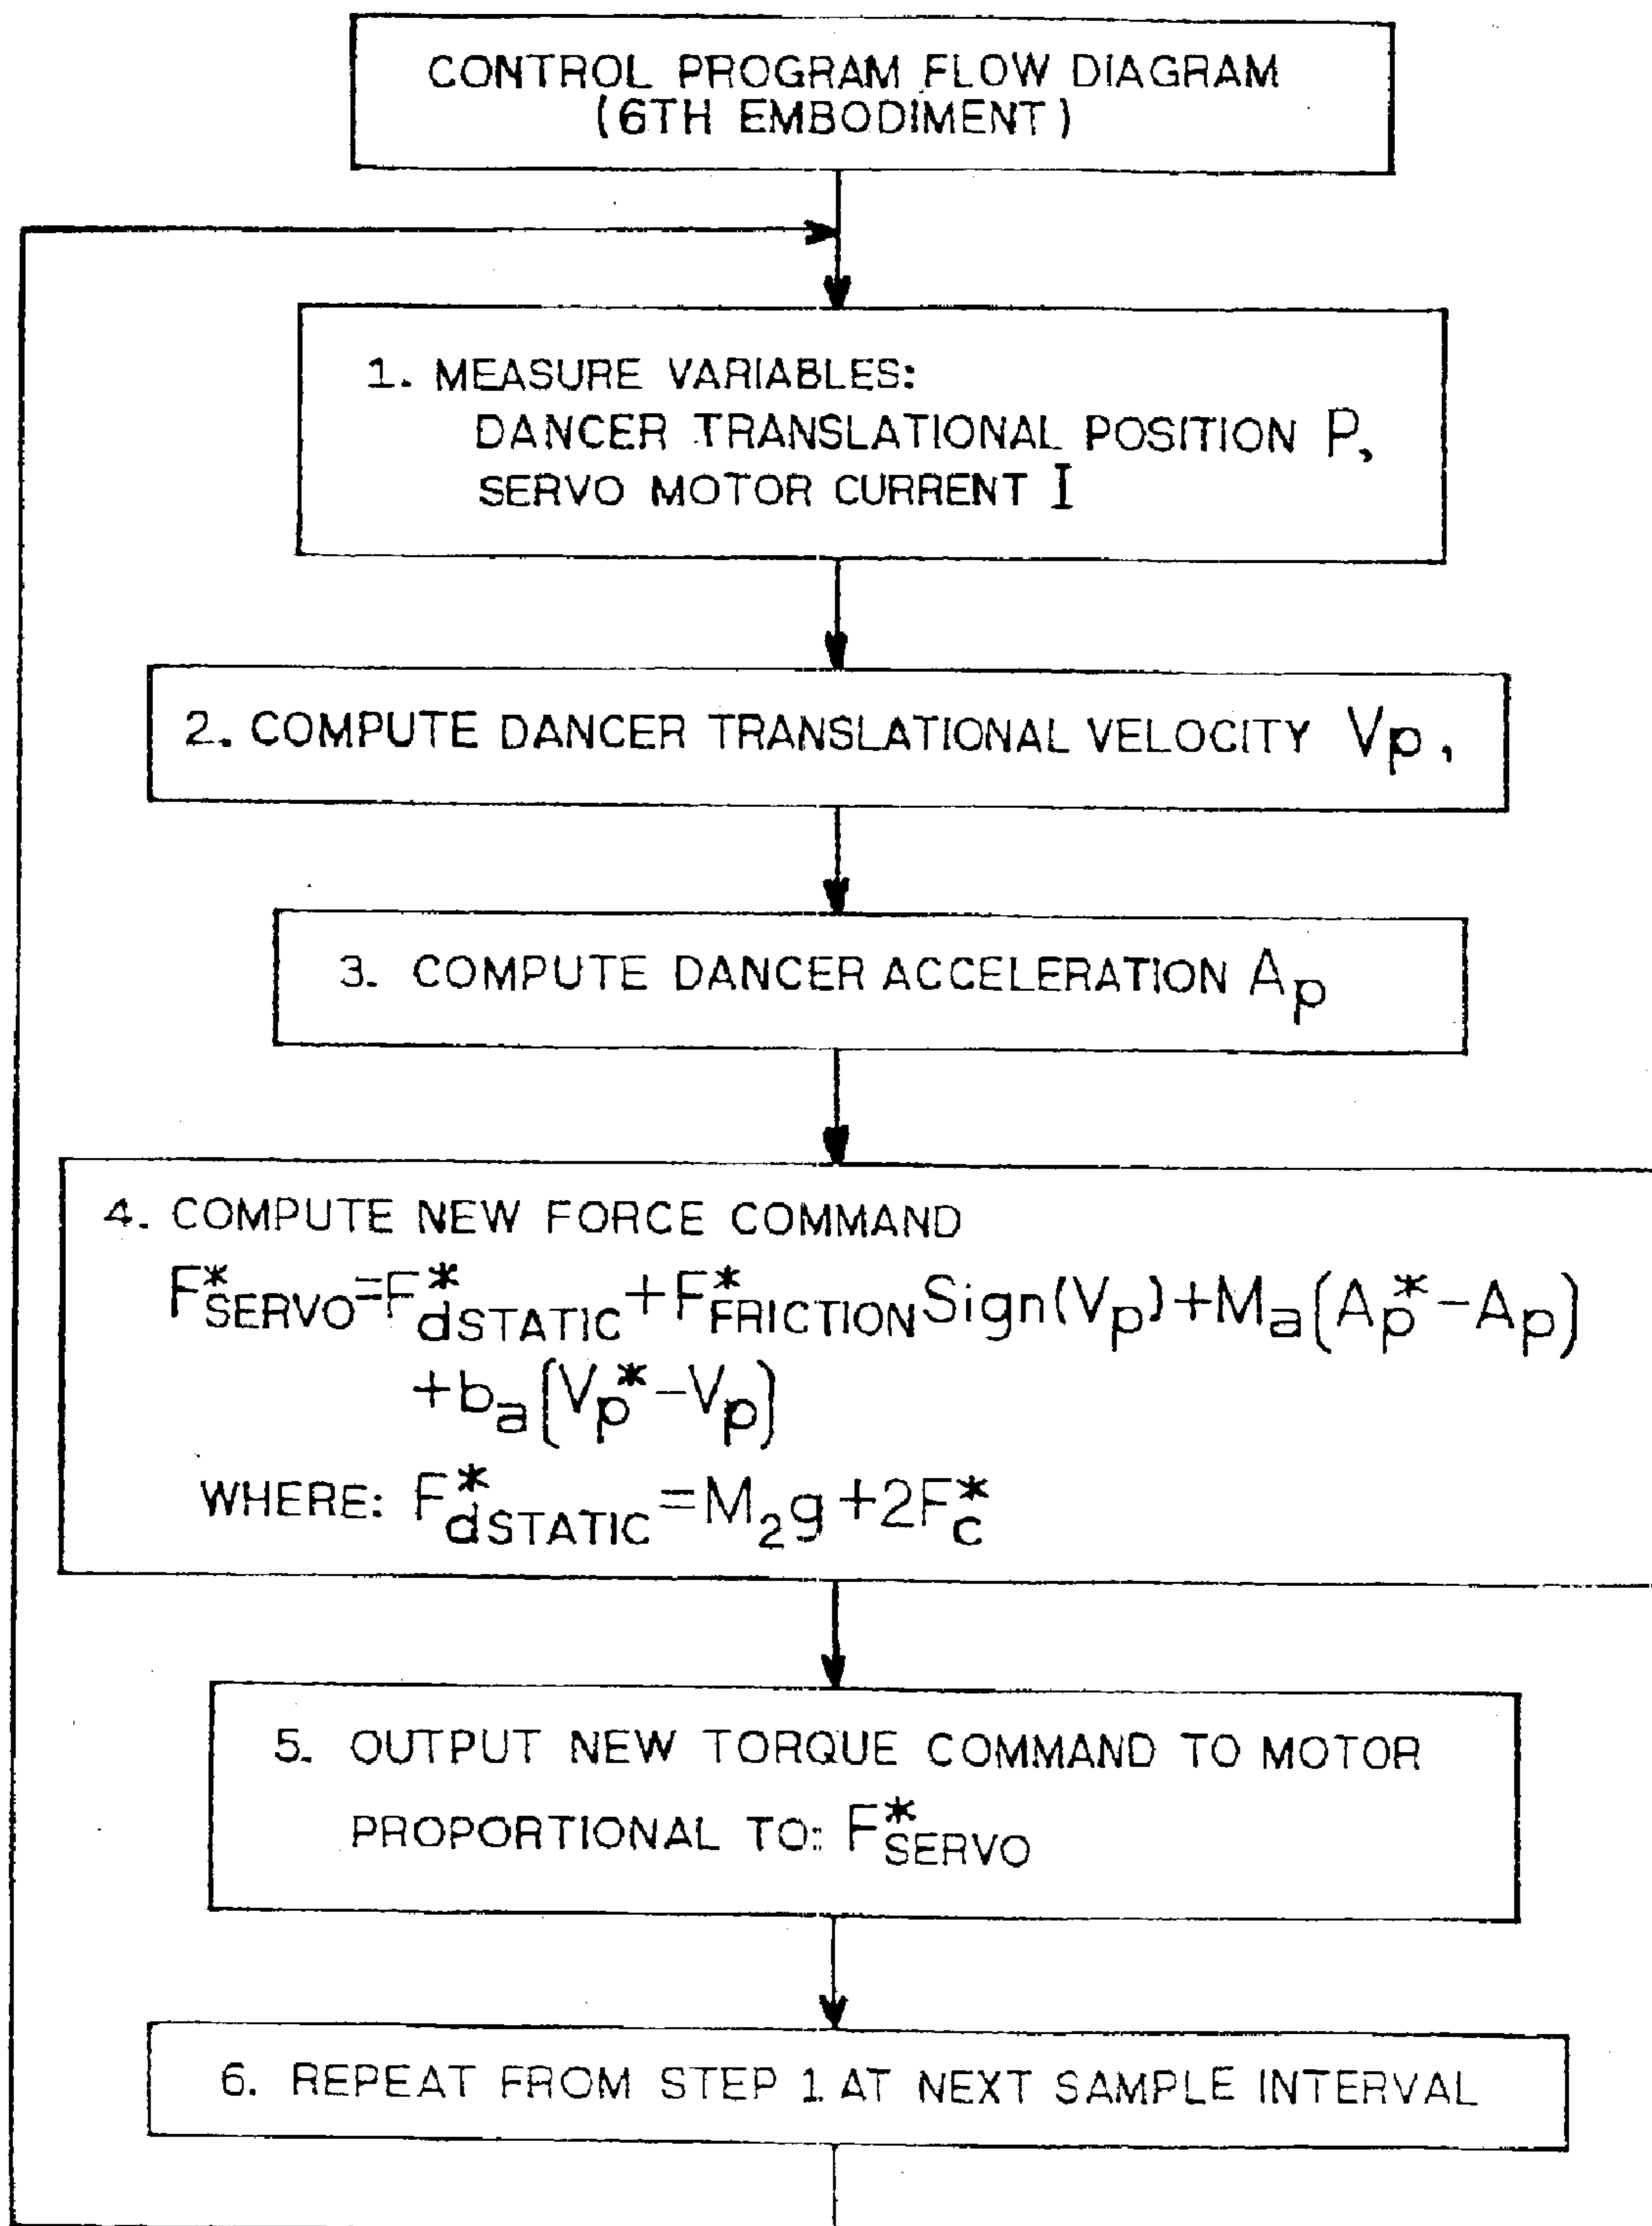 CONTROL PROGRAM FLOW DIAGRAM
(6TH EMBODIMENT)
1. MEASURE VARIABLES:
DANCER TRANSLATIONAL POSITION P,
SERVO MOTOR CURRENT I
2. COMPUTE DANCER TRANSLATIONAL VELOCITY Vp,
3. COMPUTE DANCER ACCELERATION Ap
4. COMPUTE NEW FORCE COMMAND
F*SERVO=F*dSTATIC+F*FRICTIONSign(Vp)+Ma(Ap*-Ap)
+ba(Vp*-Vp)
WHERE: F*dSTATIC=M2g+2F*c
5. OUTPUT NEW TORQUE COMMAND TO MOTOR
PROPORTIONAL TO: F*SERVO
6. REPEAT FROM STEP 1 AT NEXT SAMPLE INTERVAL